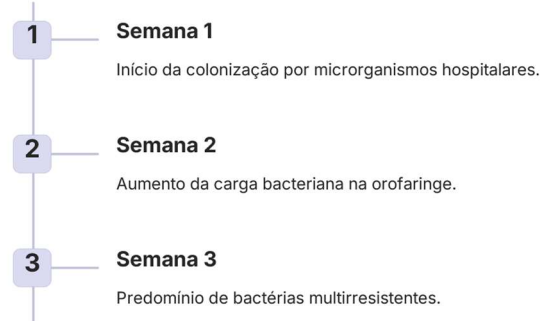 1
Semana 1
Início da colonização por microrganismos hospitalares.
2
Semana 2
Aumento da carga bacteriana na orofaringe.
3
Semana 3
Predomínio de bactérias multirresistentes.